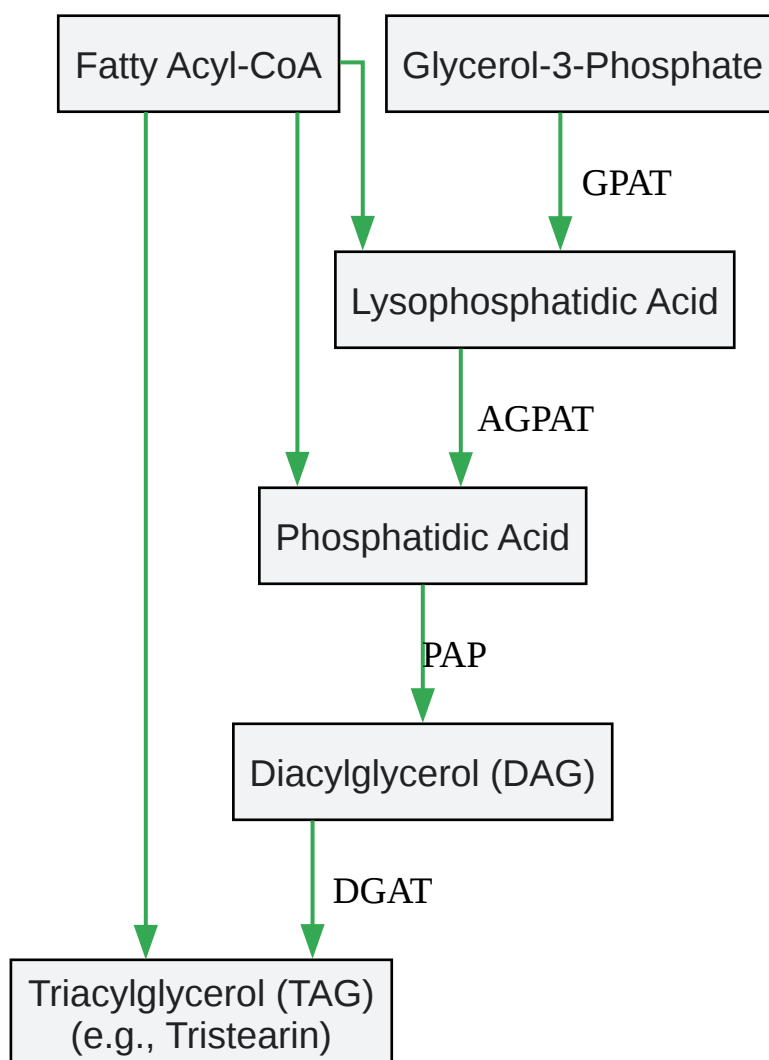 Fatty Acyl-CoA
Glycerol-3-Phosphate
GPAT
Lysophosphatidic Acid
AGPAT
Phosphatidic Acid
PAP
Diacylglycerol (DAG)
DGAT
Triacylglycerol (TAG)
(e.g., Tristearin)